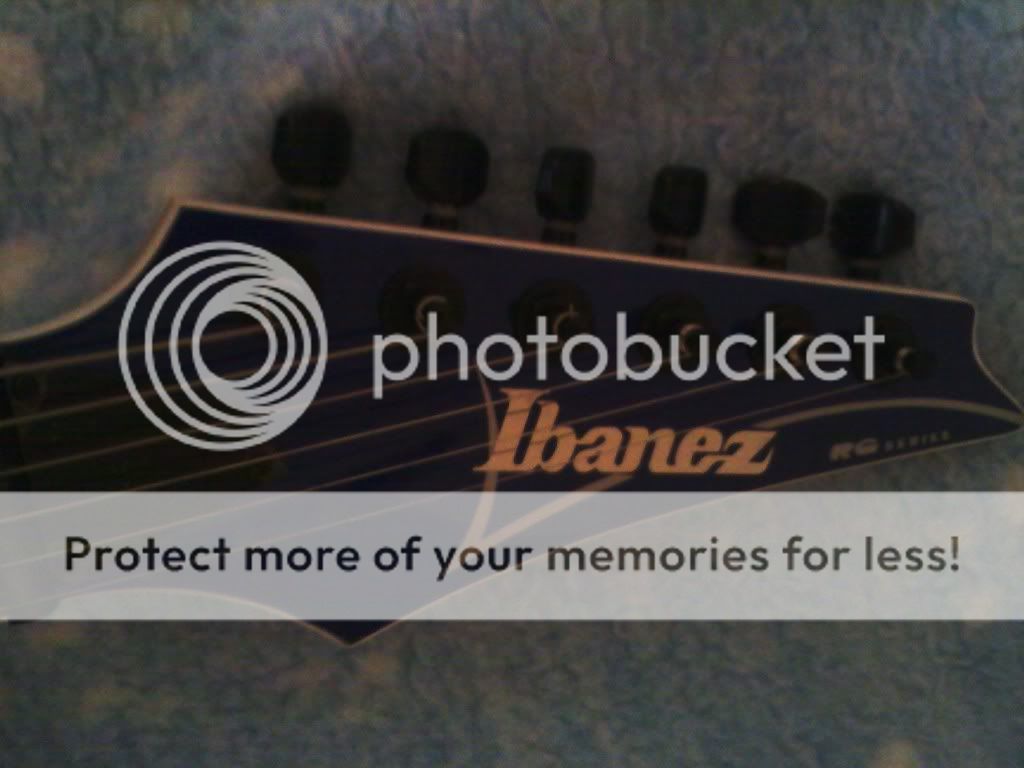 photobucket
Ibanez
RG SERIES
Protect more of your memories for less!